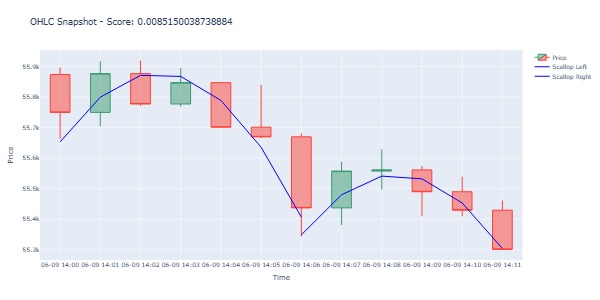 OHLC Snapshot - Score: 0.0085150038738884
55.9k
55.8k
55.7k
55.6k
55.5k
55.4k
55.3k
Price
06-09 14:00 06-09 14:01 06-09 14:02 06-09 14:03 06-09 14:04 06-09 14:05 06-09 14:06 06-09 14:07 06-09 14:08 06-09 14:09 06-09 14:10 06-09 14:11
Time
Price
Scallop Left
Scallop Right